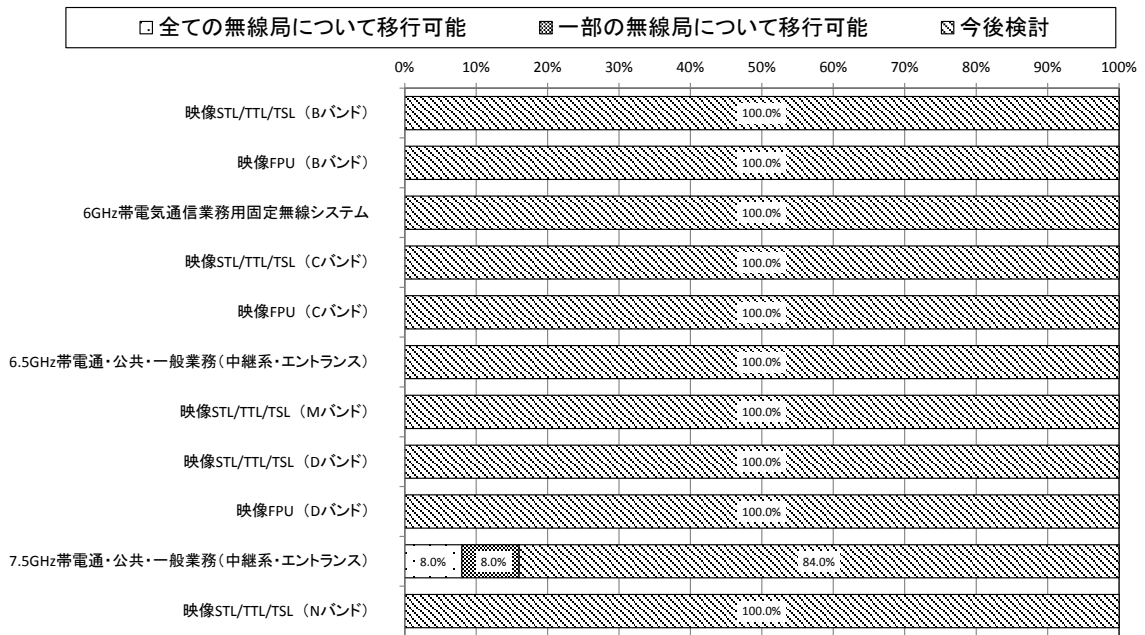 全ての無線局について移行可能 一部の無線局について移行可能 今後検討
0% 10% 20% 30% 40% 50% 60% 70% 80% 90% 100%
映像STL/TTL/TSL（Bバンド） 100.0%
映像FPU（Bバンド） 100.0%
6GHz帯電気通信業務用固定無線システム 100.0%
映像STL/TTL/TSL（Cバンド） 100.0%
映像FPU（Cバンド） 100.0%
6.5GHz帯電通・公共・一般業務（中継系・エントランス） 100.0%
映像STL/TTL/TSL（Mバンド） 100.0%
映像STL/TTL/TSL（Dバンド） 100.0%
映像FPU（Dバンド） 100.0%
7.5GHz帯電通・公共・一般業務（中継系・エントランス） 8.0% 8.0% 84.0%
映像STL/TTL/TSL（Nバンド） 100.0%